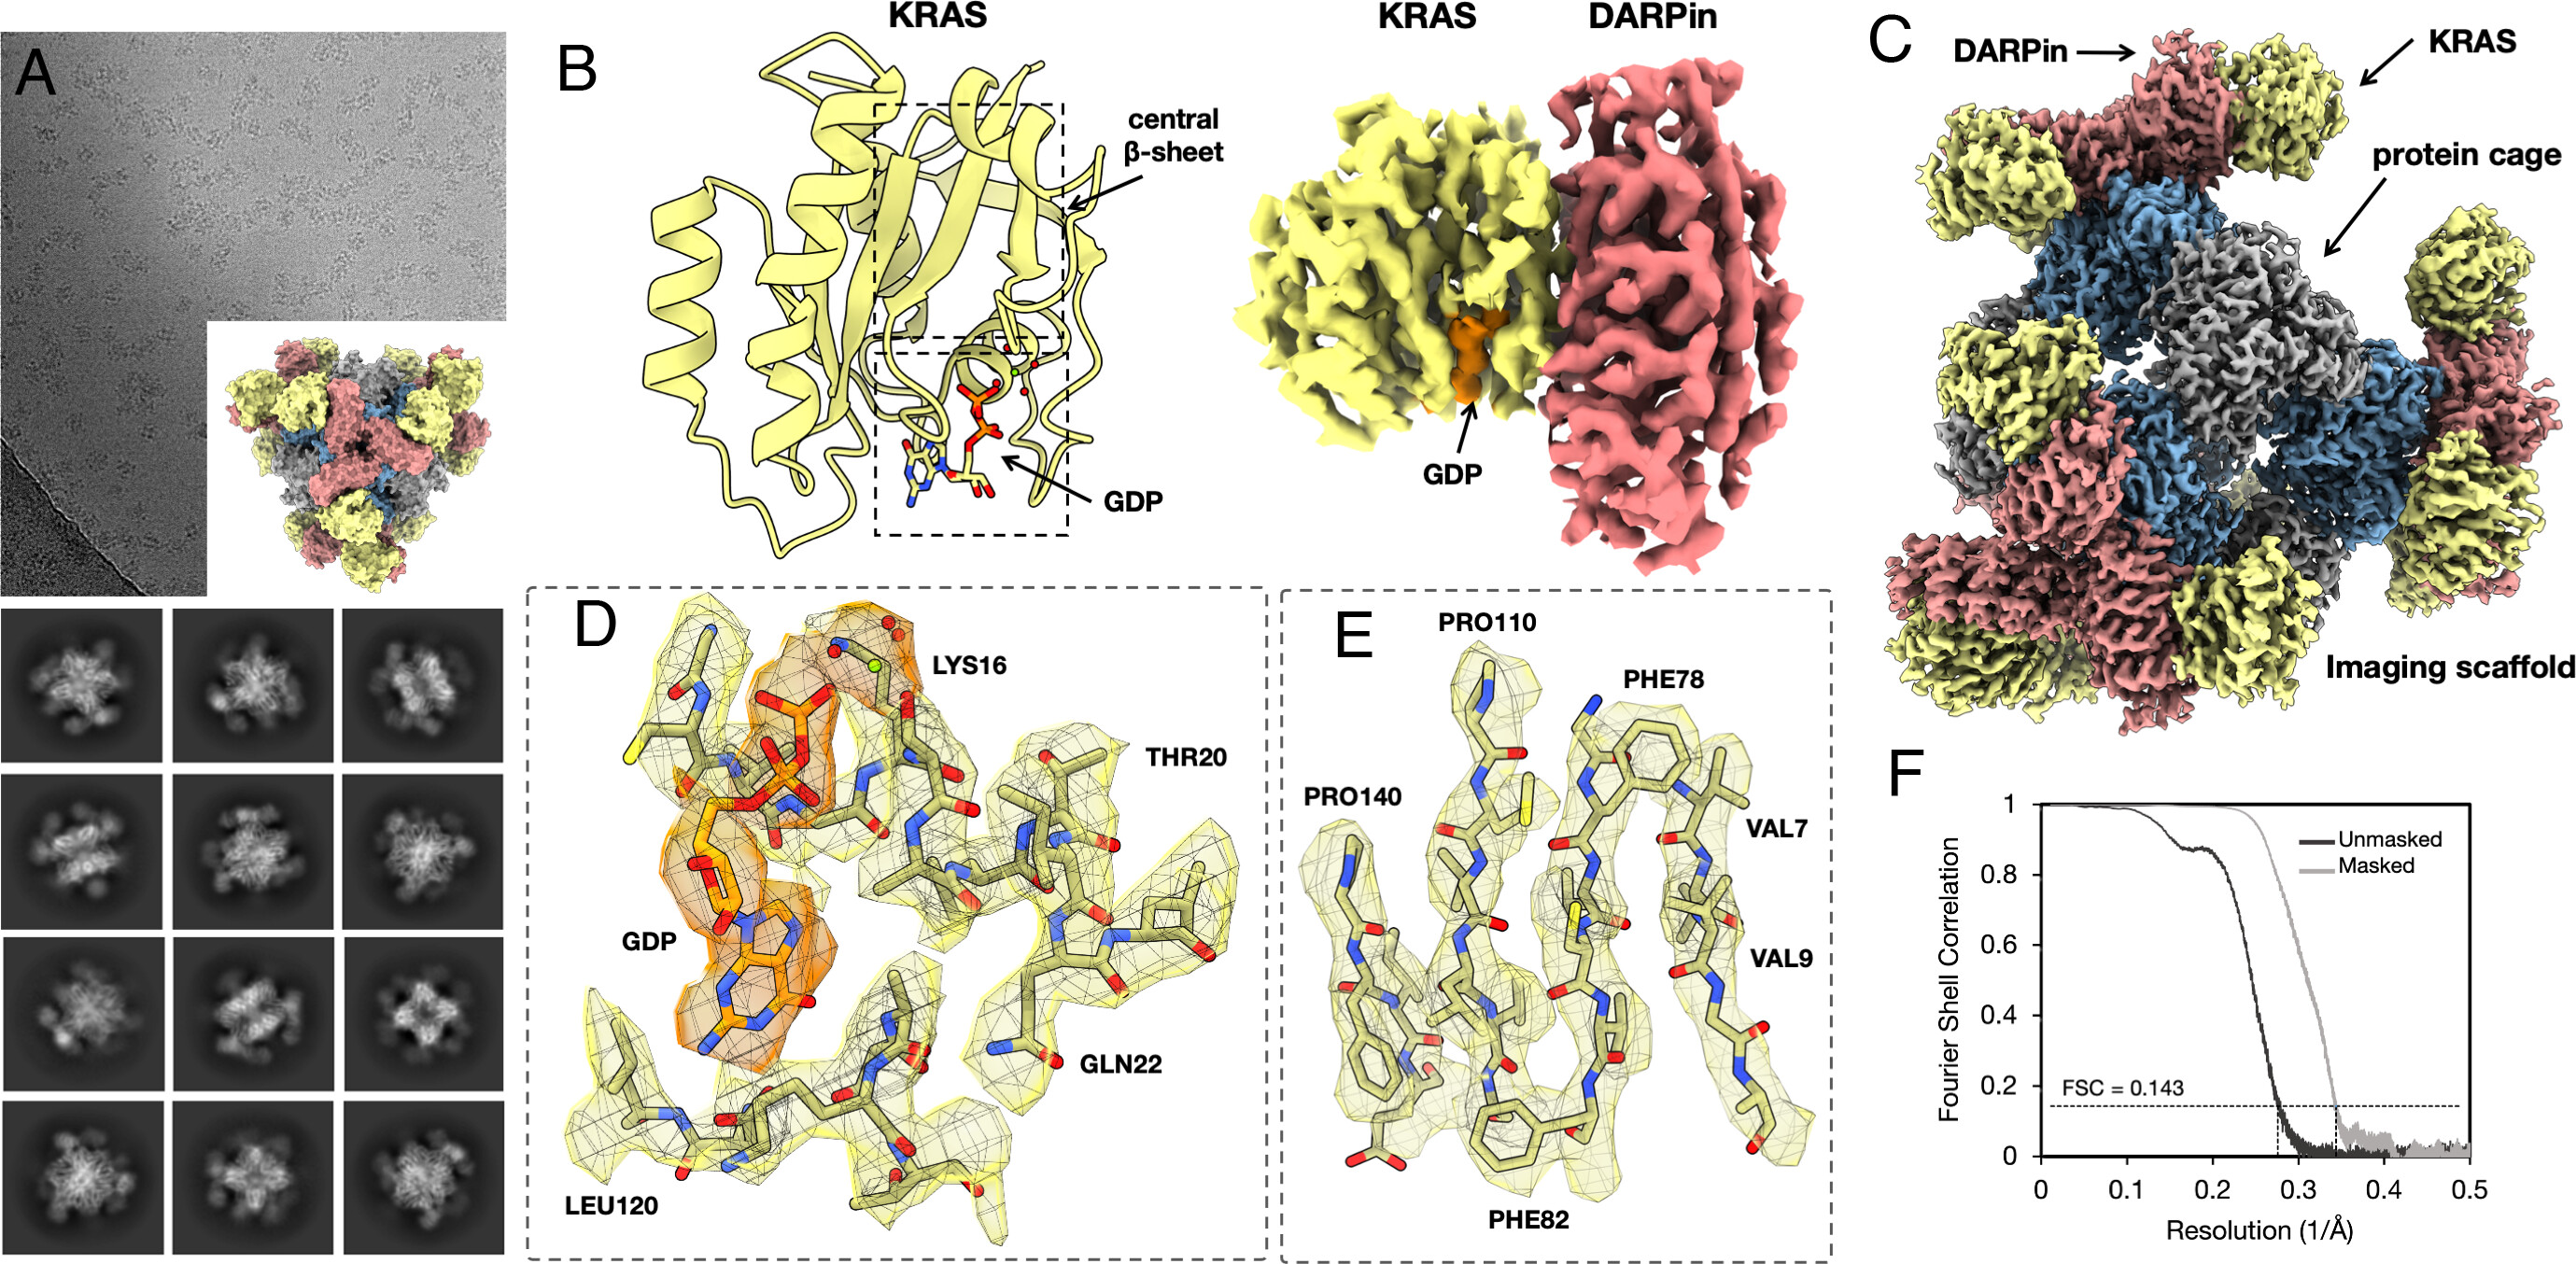 A
B
KRAS
central
β-sheet
GDP
KRAS
DARPin
GDP
C
DARPin
KRAS
protein cage
Imaging scaffold
D
LYS16
THR20
GDP
GLN22
LEU120
E
PRO110
PHE78
PRO140
VAL7
VAL9
PHE82
F
Fourier Shell Correlation
1
0.8
0.6
0.4
0.2
0
Unmasked
Masked
FSC = 0.143
0 0.1 0.2 0.3 0.4 0.5
Resolution (1/Å)